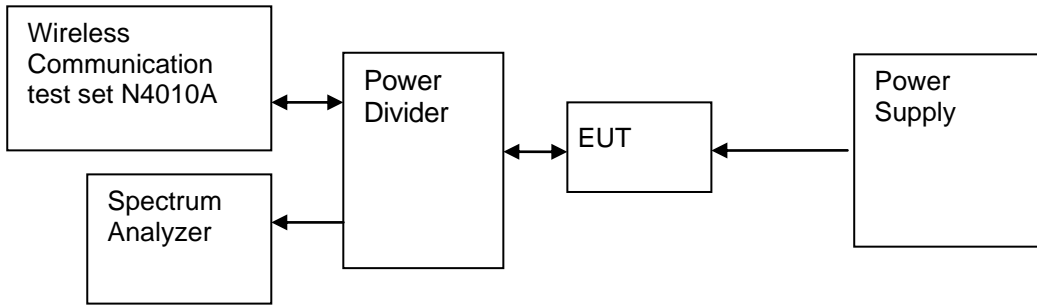 Wireless
Communication
test set N4010A
Power
Divider
EUT
Power
Supply
Spectrum
Analyzer